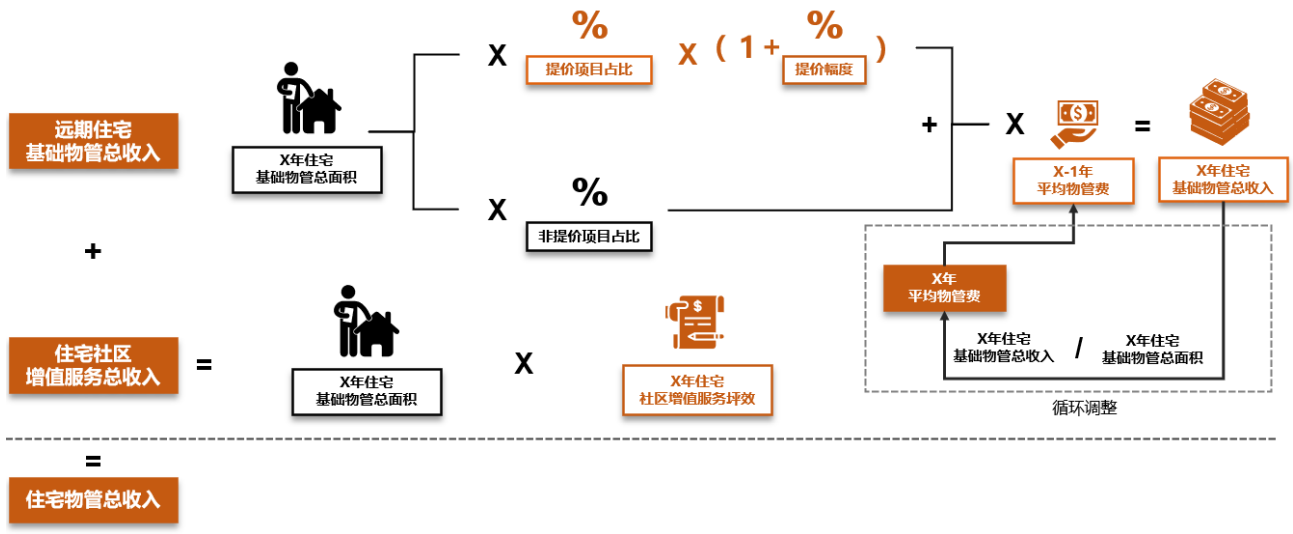 % %
X X ( 1 + )
提价项目占比 提价幅度
远期住宅
基础物管总收入
X年住宅
基础物管总面积
+ X $ = $
X-1年
平均物管费
X年住宅
基础物管总收入
%
X
非提价项目占比
+
X年
平均物管费
X年住宅
基础物管总收入
/
X年住宅
基础物管总面积
循环调整
住宅社区
增值服务总收入
=
X年住宅
基础物管总面积
X
$
X年住宅
社区增值服务坪效
=
住宅物管总收入